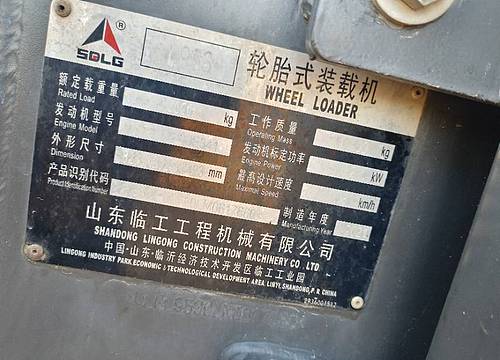 SDLG ®
轮胎式装载机
WHEEL LOADER
额定载重量 kg
Rated Load
发动机型号
Engine Model
外形尺寸 mm
Dimension
产品识别代码
Product Identification Number
工作质量 kg
Operating Mass
发动机标定功率 kW
Engine Power
最高设计速度 km/h
Maximal Speed
制造年度
Manufacturing Year
山东临工工程机械有限公司
SHANDONG LINGONG CONSTRUCTION MACHINERY CO.,LTD
中国·山东·临沂经济技术开发区临工工业园
LINGONG INDUSTRY PARK.ECONOMIC & TECHNOLOGICAL DEVELOPMENT AREA, LINYI, SHANDONG, P. R. CHINA